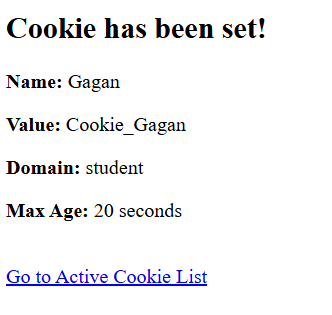 Cookie has been set!
Name: Gagan
Value: Cookie_Gagan
Domain: student
Max Age: 20 seconds
Go to Active Cookie List